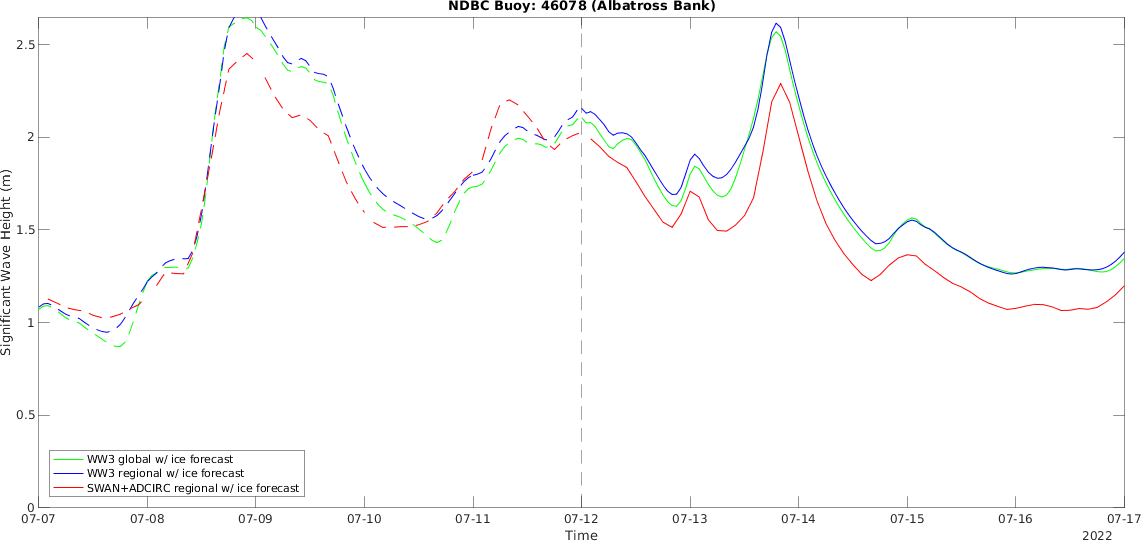 NDBC Buoy: 46078 (Albatross Bank)
2.5
2
1.5
1
0.5
0
Significant Wave Height (m)
WW3 global w/ ice forecast
WW3 regional w/ ice forecast
SWAN+ADCIRC regional w/ ice forecast
07-07 07-08 07-09 07-10 07-11 07-12 07-13 07-14 07-15 07-16 07-17
Time
2022